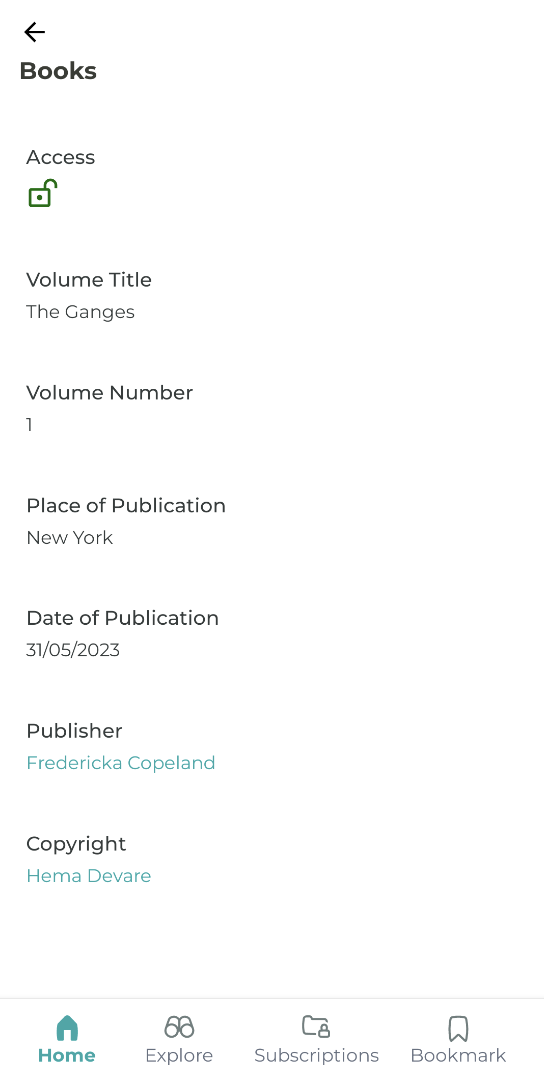 Books
Access
Volume Title
The Ganges
Volume Number
1
Place of Publication
New York
Date of Publication
31/05/2023
Publisher
Fredericka Copeland
Copyright
Hema Devare
Home Explore Subscriptions Bookmark